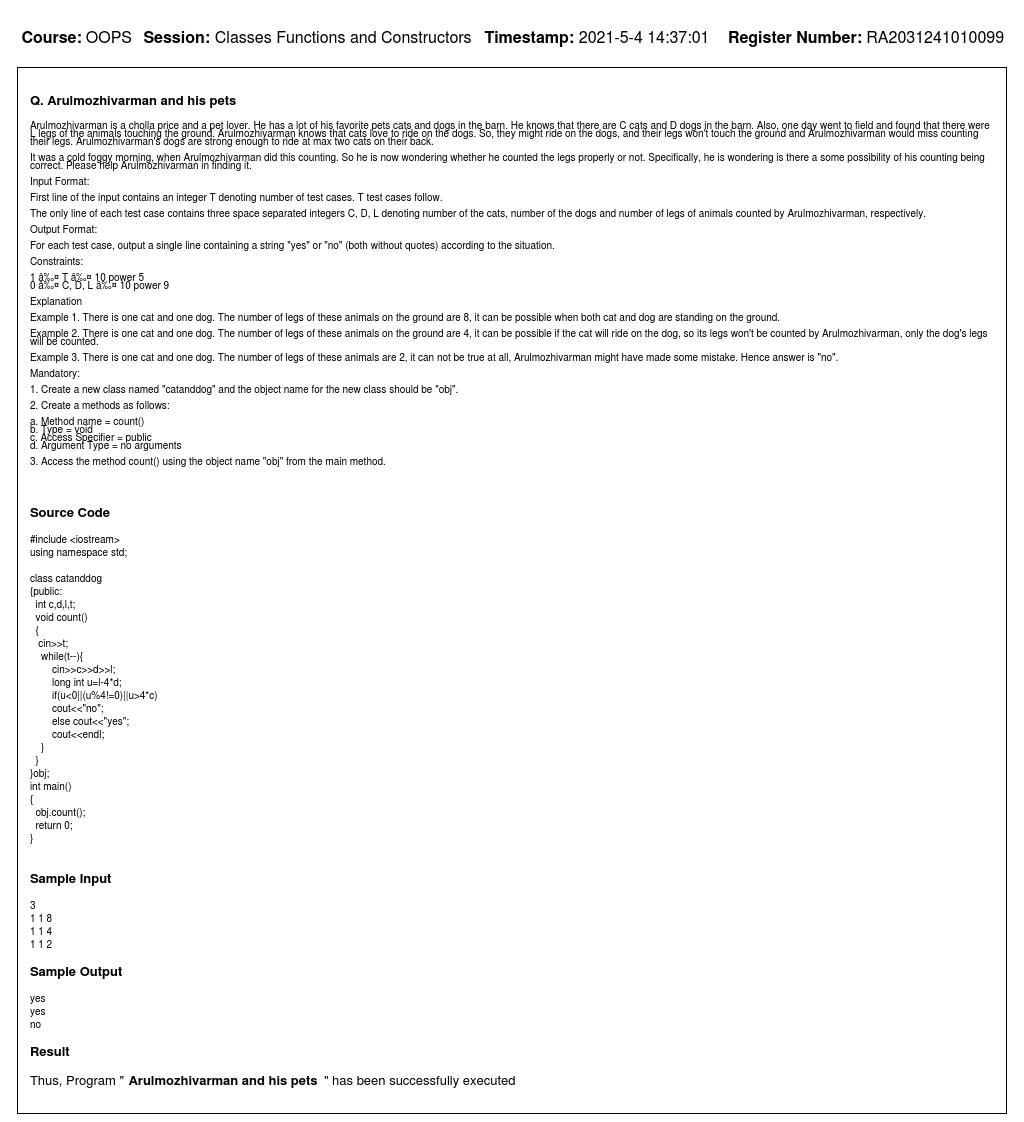 Course: OOPS Session: Classes Functions and Constructors Timestamp: 2021-5-4 14:37:01 Register Number: RA2031241010099
Q. Arulmozhivarman and his pets
Arulmozhivarman is a cholla price and a pet lover. He has a lot of his favorite pets cats and dogs in the barn. He knows that there are C cats and D dogs in the barn. Also, one day went to field and found that there were
L legs of the animals touching the ground. Arulmozhivarman knows that cats love to ride on the dogs. So, they might ride on the dogs, and their legs won't touch the ground and Arulmozhivarman would miss counting
their legs. Arulmozhivarman's dogs are strong enough to ride at max two cats on their back.
It was a cold foggy morning, when Arulmozhivarman did this counting. So he is now wondering whether he counted the legs properly or not. Specifically, he is wondering is there a some possibility of his counting being
correct. Please help Arulmozhivarman in finding it.
Input Format:
First line of the input contains an integer T denoting number of test cases. T test cases follow.
The only line of each test case contains three space separated integers C, D, L denoting number of the cats, number of the dogs and number of legs of animals counted by Arulmozhivarman, respectively.
Output Format:
For each test case, output a single line containing a string "yes" or "no" (both without quotes) according to the situation.
Constraints:
1 â‰¤ T â‰¤ 10 power 5
0 â‰¤ C, D, L â‰¤ 10 power 9
Explanation
Example 1. There is one cat and one dog. The number of legs of these animals on the ground are 8, it can be possible when both cat and dog are standing on the ground.
Example 2. There is one cat and one dog. The number of legs of these animals on the ground are 4, it can be possible if the cat will ride on the dog, so its legs won't be counted by Arulmozhivarman, only the dog's legs
will be counted.
Example 3. There is one cat and one dog. The number of legs of these animals are 2, it can not be true at all, Arulmozhivarman might have made some mistake. Hence answer is "no".
Mandatory:
1. Create a new class named "catanddog" and the object name for the new class should be "obj".
2. Create a methods as follows:
a. Method name = count()
b. Type = void
c. Access Specifier = public
d. Argument Type = no arguments
3. Access the method count() using the object name "obj" from the main method.
Source Code
#include <iostream>
using namespace std;
class catanddog
{public:
int c,d,l,t;
void count()
{
cin>>t;
while(t--){
cin>>c>>d>>l;
long int u=l-4*d;
if(u<0||(u%4!=0)||u>4*c)
cout<<"no";
else cout<<"yes";
cout<<endl;
}
}
}obj;
int main()
{
obj.count();
return 0;
}
Sample Input
3
1 1 8
1 1 4
1 1 2
Sample Output
yes
yes
no
Result
Thus, Program " Arulmozhivarman and his pets " has been successfully executed